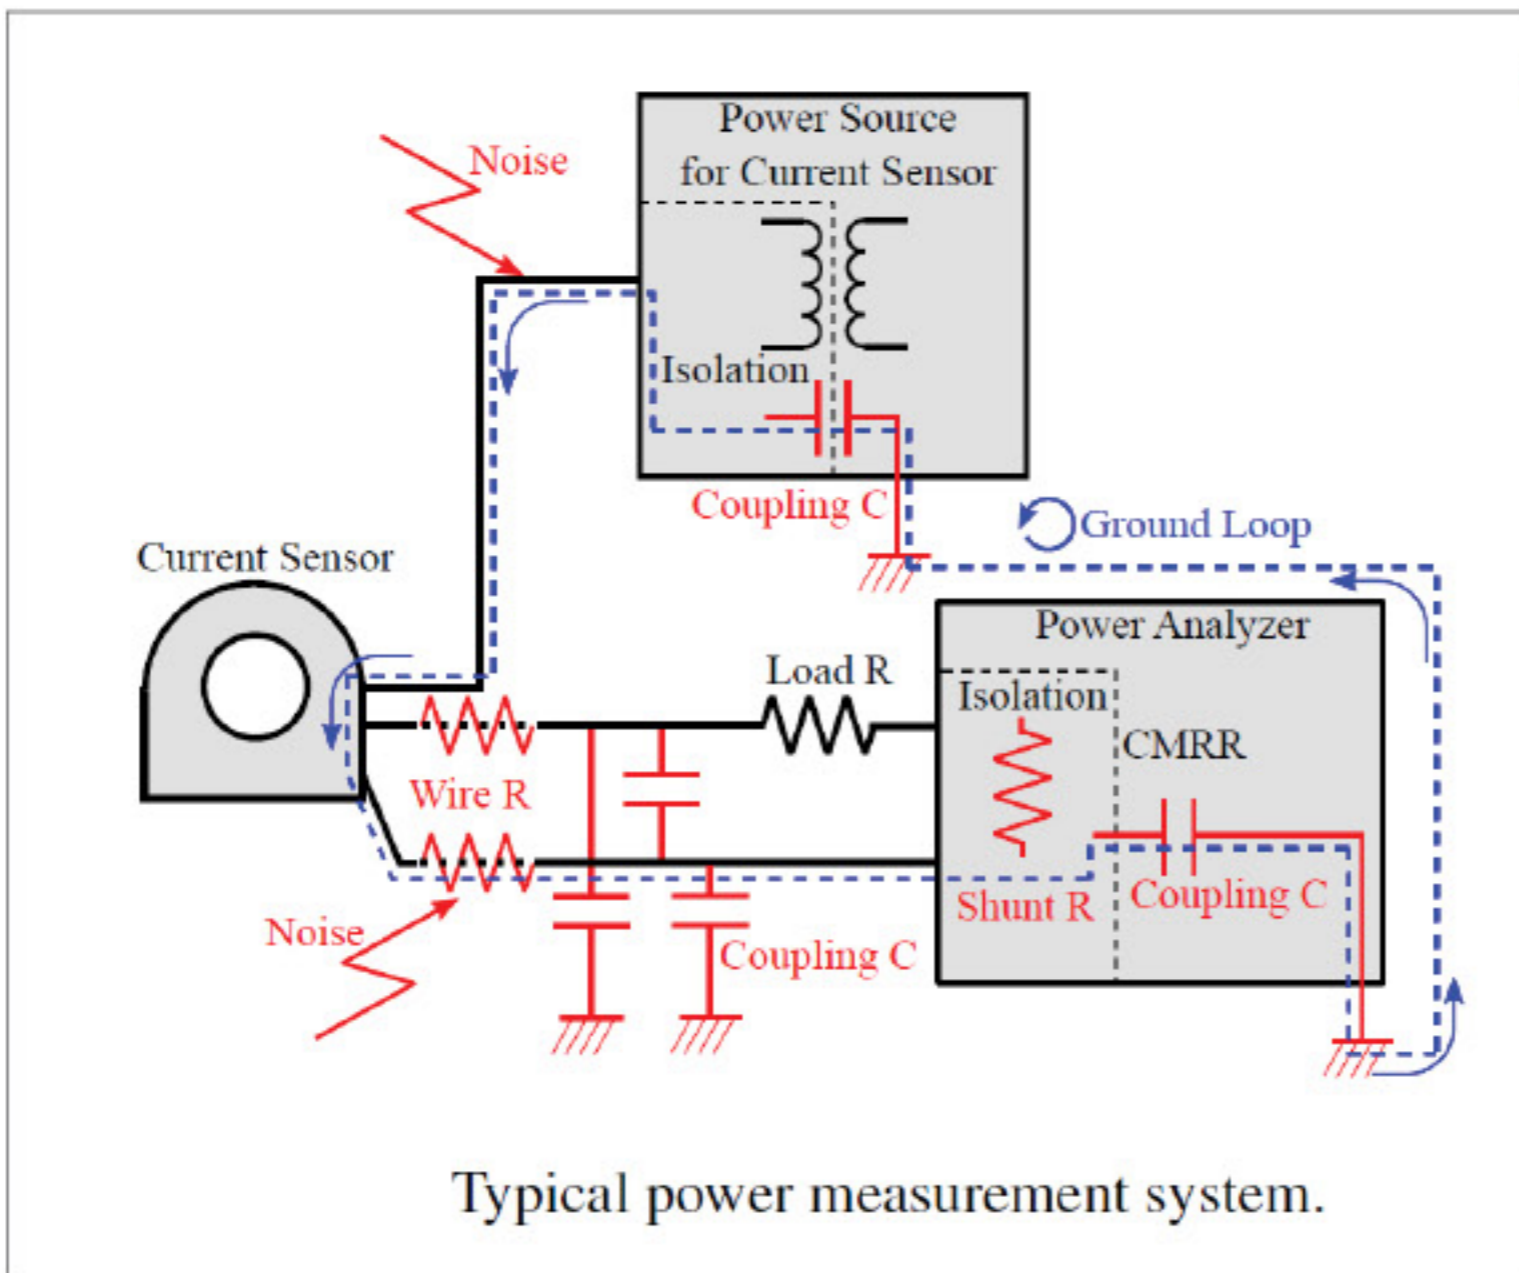 Power Source
for Current Sensor
Noise
Isolation
Coupling C
Ground Loop
Current Sensor
Power Analyzer
Load R
Isolation
CMRR
Wire R
Shunt R
Coupling C
Noise
Coupling C
Typical power measurement system.